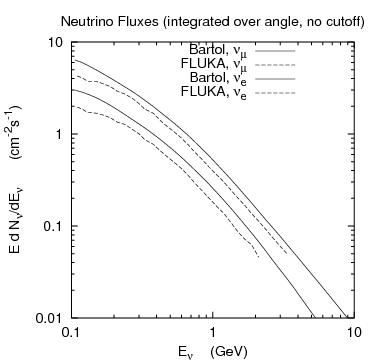 Neutrino Fluxes (integrated over angle, no cutoff)
10
Bartol, νμ
FLUKA, νμ
Bartol, νe
FLUKA, νe
1
0.1
0.01
E dNν/dEν (cm⁻²s⁻¹)
0.1 1 10
Eν (GeV)